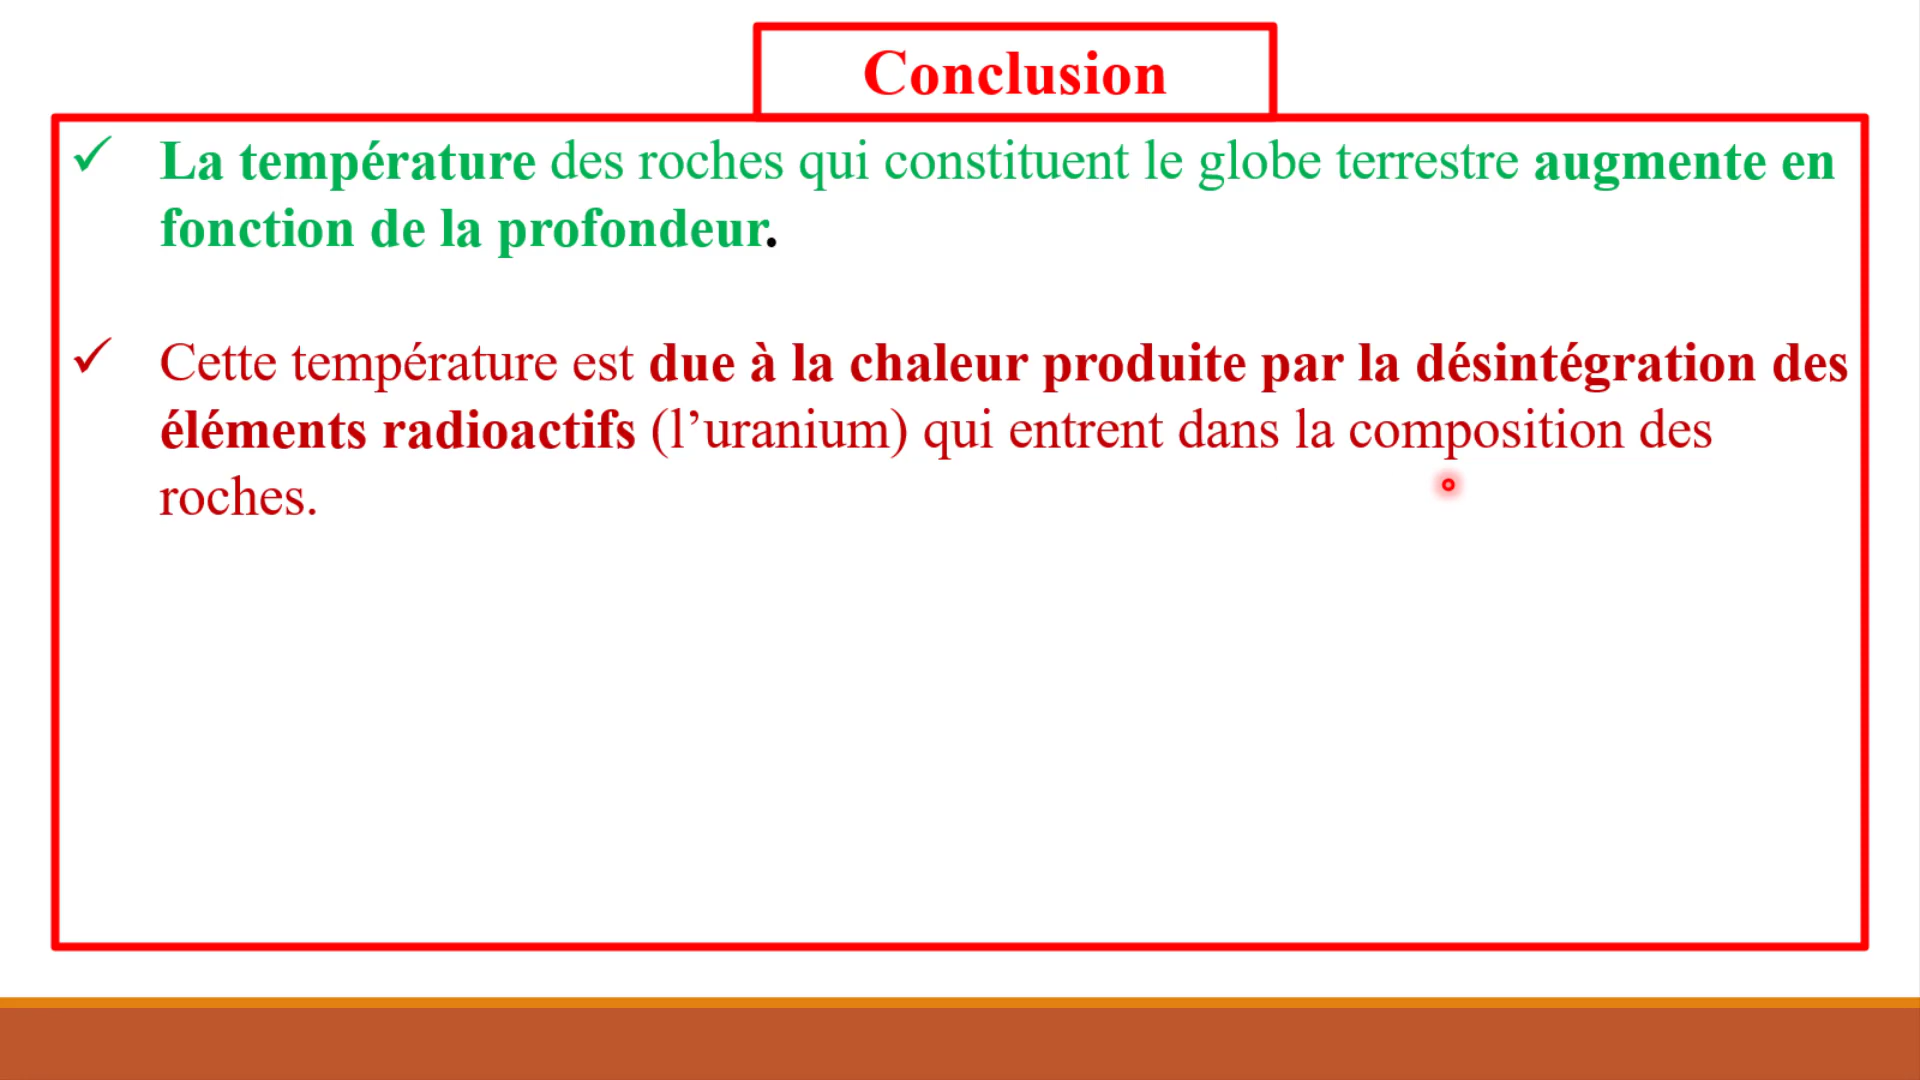 Conclusion
✓ La température des roches qui constituent le globe terrestre augmente en
fonction de la profondeur.
✓ Cette température est due à la chaleur produite par la désintégration des
éléments radioactifs (l’uranium) qui entrent dans la composition des
roches.